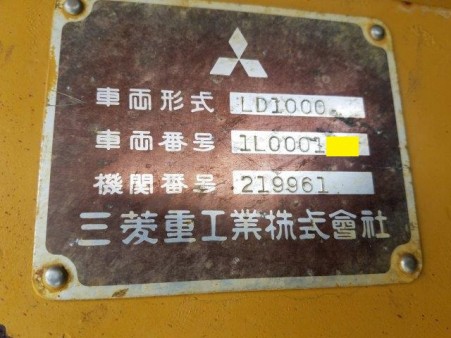 車両形式 LD1000
車両番号 1L0001
機関番号 219961
三菱重工業株式會社